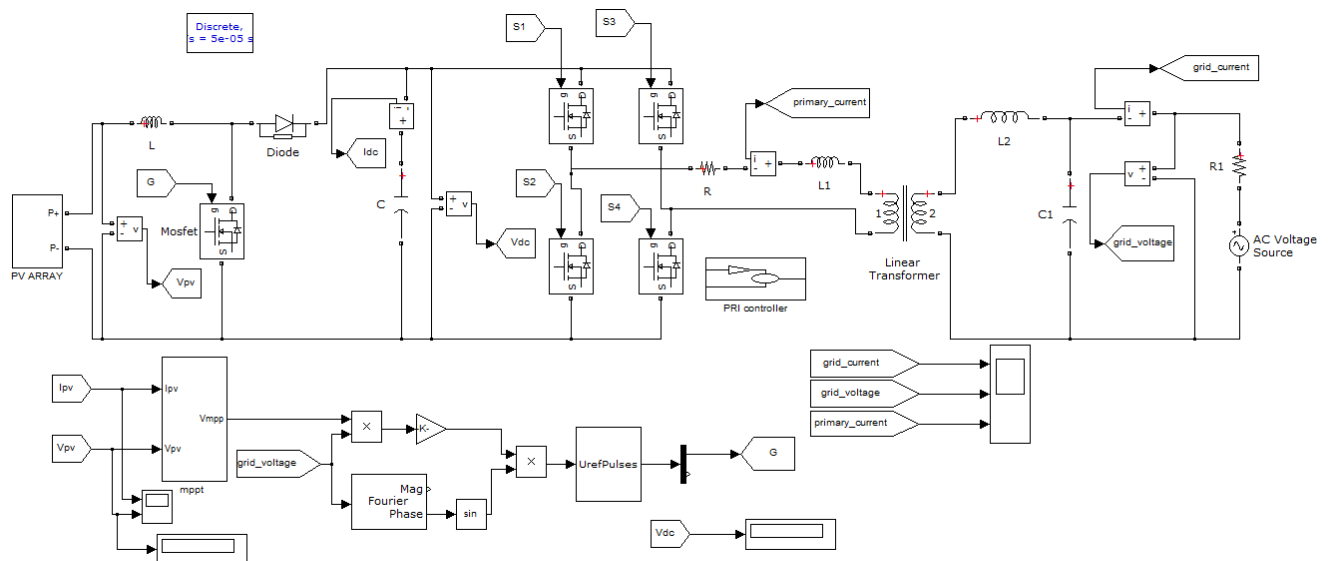 Discrete,
s = 5e-05 s
S1
S3
grid_current
primary_current
L
Diode
Idc
i
+
-
g
S
G
R
L1
L2
R1
G
S2
S4
C
Vdc
C1
v
grid_voltage
P+
P-
PV ARRAY
Mosfet
Vpv
1
2
Linear
Transformer
AC Voltage
Source
PRI controller
Ipv
Vpv
Ipv
Vpv
Vmpp
mppt
grid_voltage
×
K-
Mag
Fourier
Phase
sin
×
UrefPulses
G
Vdc
grid_current
grid_voltage
primary_current